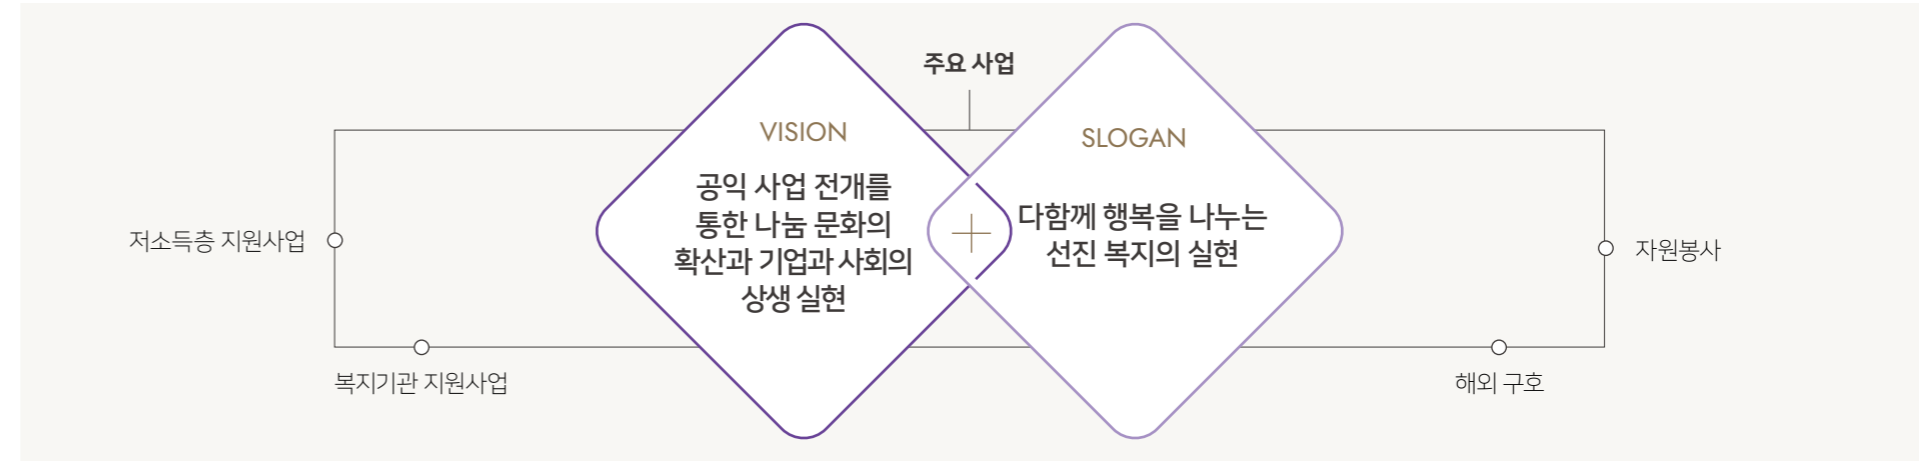 주요 사업
VISION
공익 사업 전개를
통한 나눔 문화의
확산과 기업과 사회의
상생 실현
SLOGAN
다함께 행복을 나누는
선진 복지의 실현
저소득층 지원사업
복지기관 지원사업
자원봉사
해외 구호